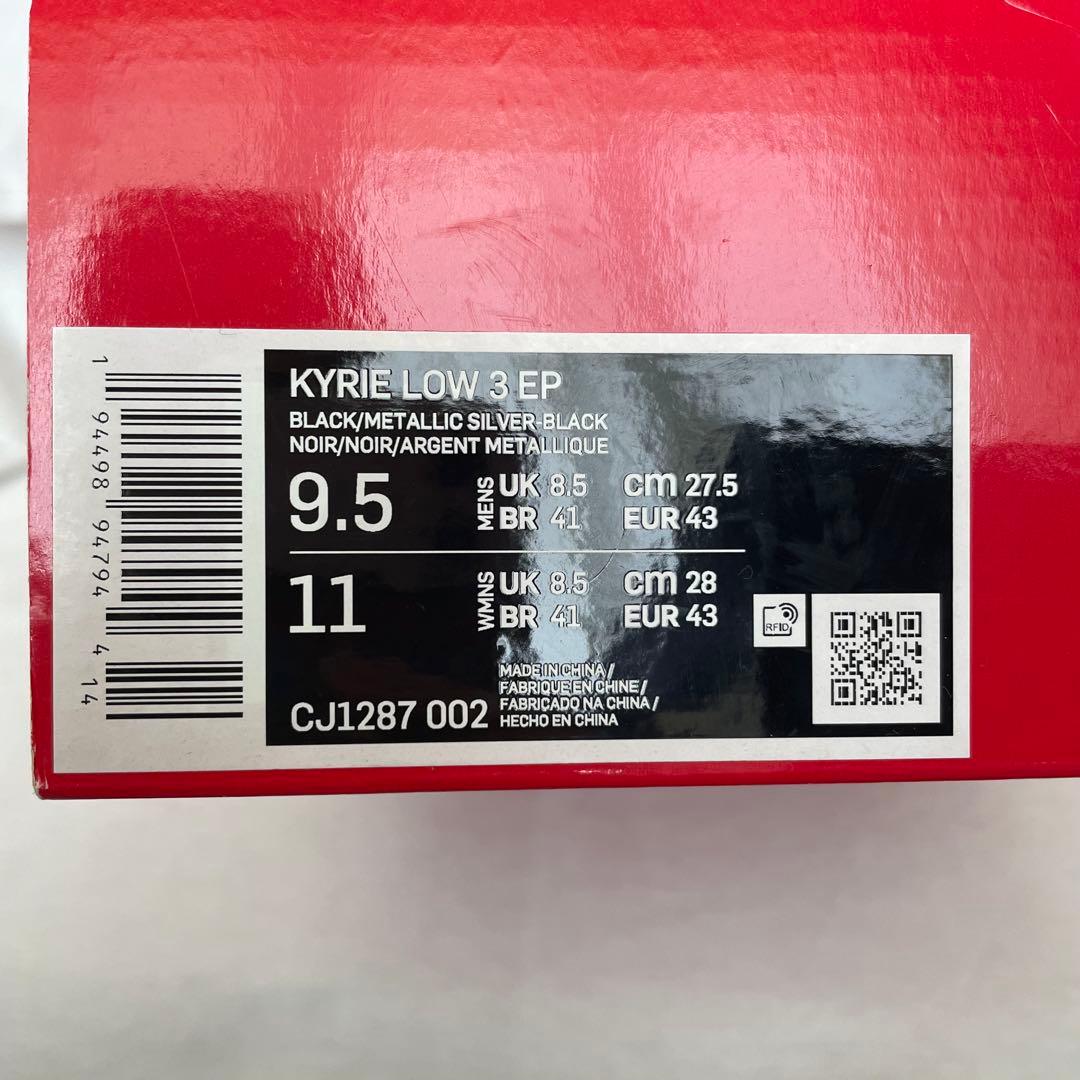 KYRIE LOW 3 EP
BLACK/METALLIC SILVER-BLACK
NOIR/NOIR/ARGENT METALLIQUE
9.5 MENS UK 8.5 cm 27.5
BR 41 EUR 43
11 WMNS UK 8.5 cm 28
BR 41 EUR 43
RFID
MADE IN CHINA /
FABRIQUE EN CHINE /
FABRICADO NA CHINA /
HECHO EN CHINA
CJ1287 002
1 94498 94794 4 14